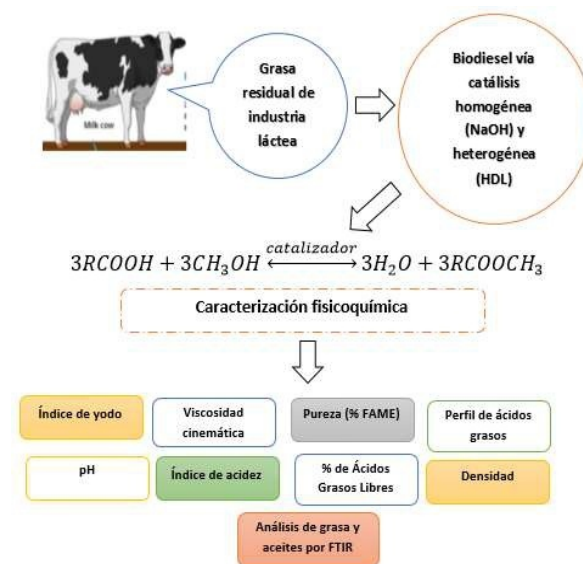 Milk cow
Grasa
residual de
industria
láctea
Biodiesel vía
catálisis
homogénea
(NaOH) y
heterogénea
(HDL)
3RCOOH + 3CH₃OH ⟷ 3H₂O + 3RCOOCH₃
catalizador
Caracterización fisicoquímica
Índice de yodo
Viscosidad
cinemática
Pureza (% FAME)
Perfil de ácidos
grasos
pH
Índice de acidez
% de Ácidos
Grasos Libres
Densidad
Análisis de grasa y
aceites por FTIR